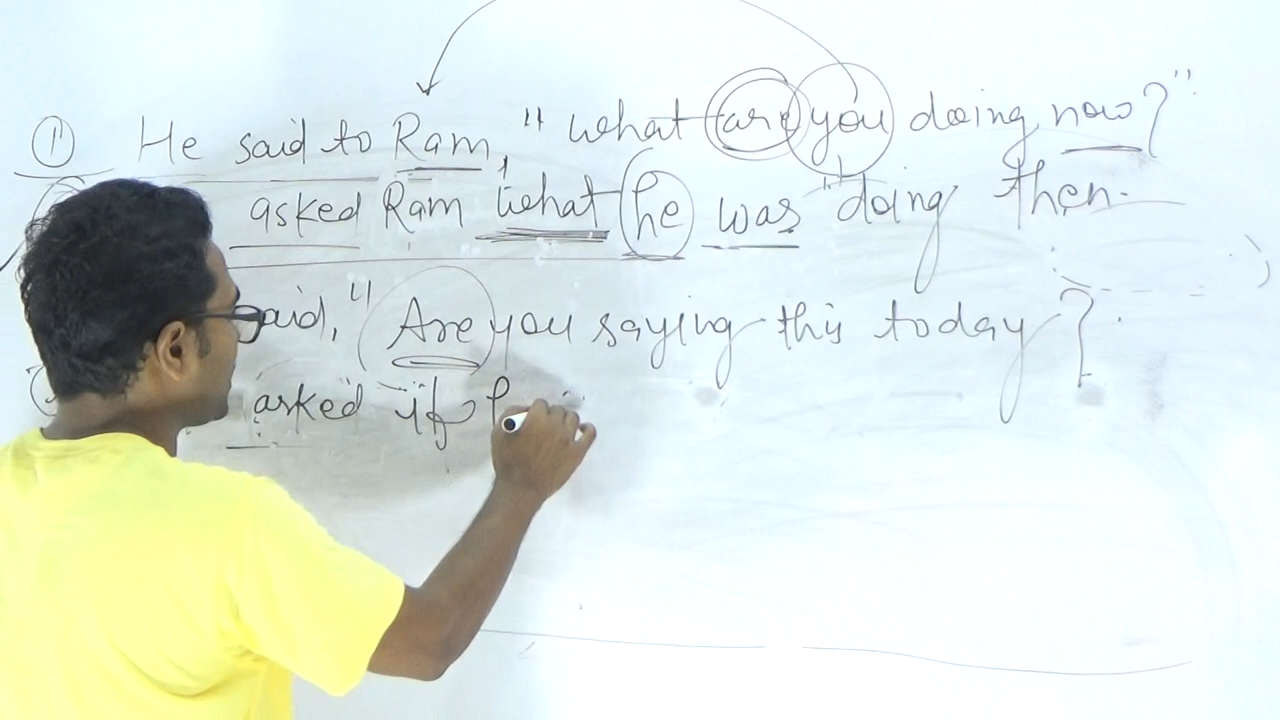 ① He said to Ram, "what are you doing now?"
asked Ram what he was doing then.
aid, "Are you saying this today?
asked if h